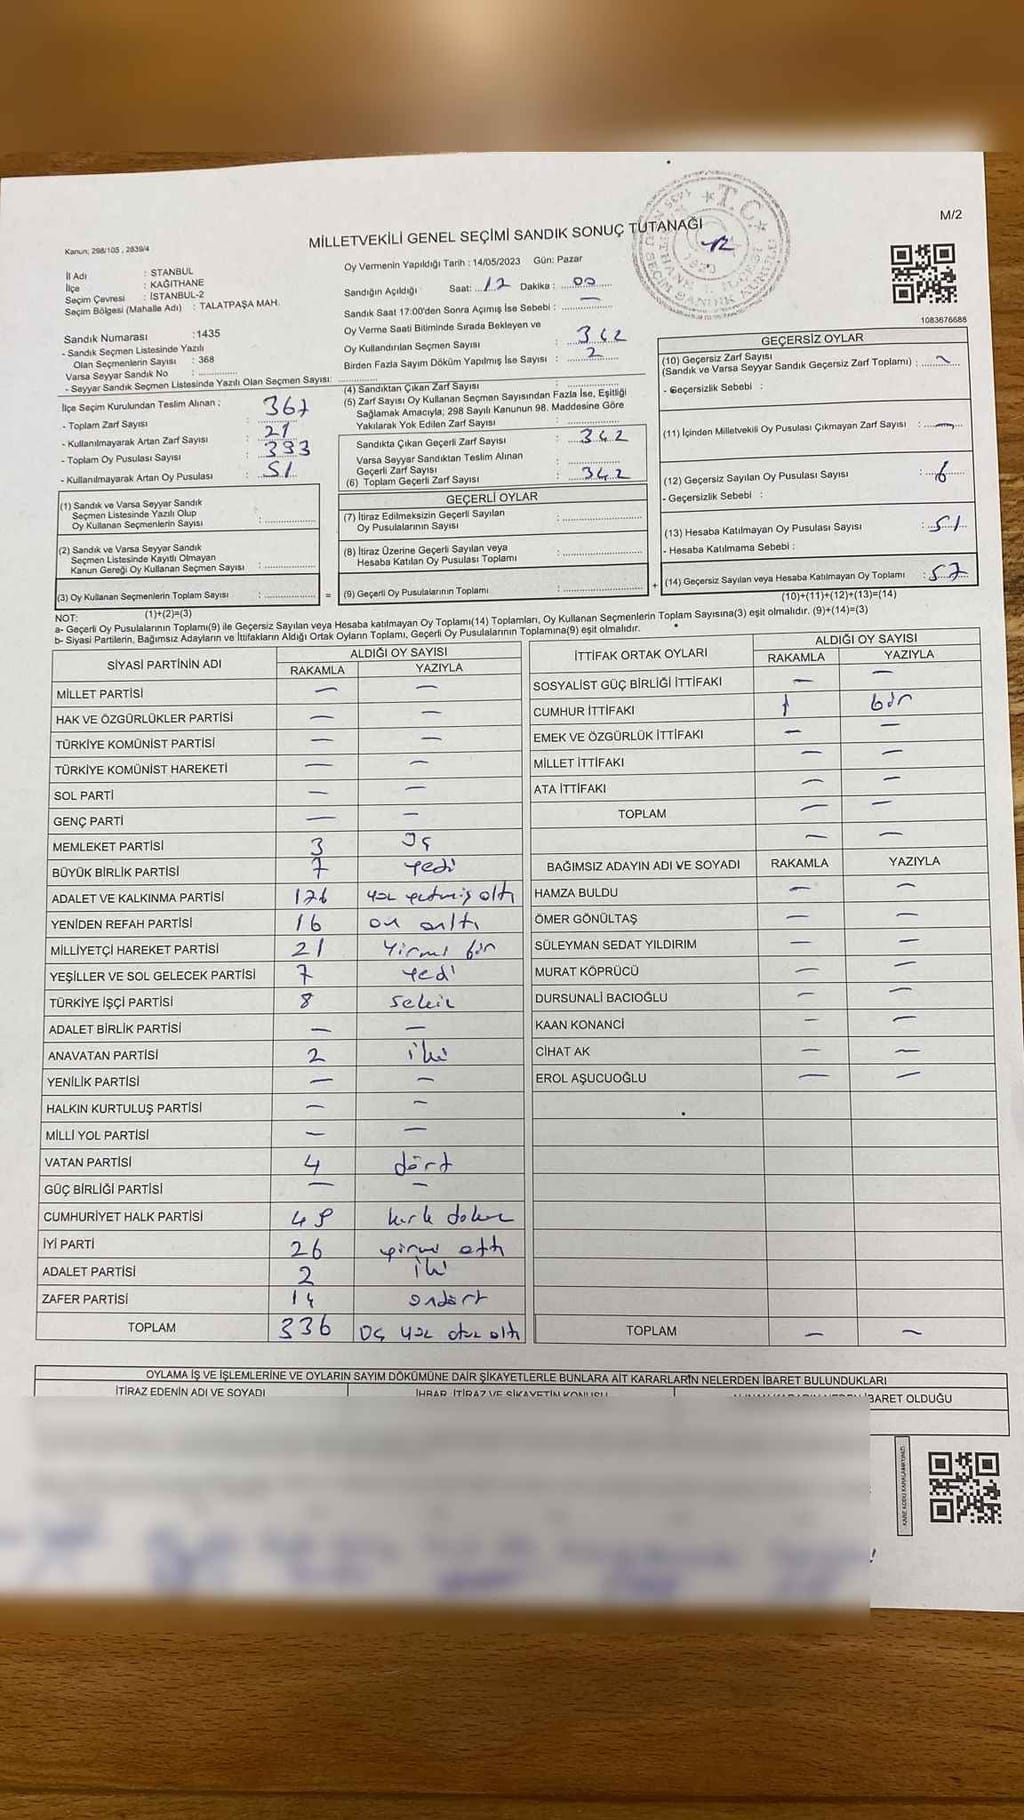 M/2
Kanun: 298/105 , 2839/4
MİLLETVEKİLİ GENEL SEÇİMİ SANDIK SONUÇ TUTANAĞI
T.C.
İl Adı : STANBUL
İlçe : KAĞITHANE
Seçim Çevresi : İSTANBUL-2
Seçim Bölgesi (Mahalle Adı) : TALATPAŞA MAH.
Sandık Numarası :1435
- Sandık Seçmen Listesinde Yazılı
Olan Seçmenlerin Sayısı : 368
Varsa Seyyar Sandık No :
- Seyyar Sandık Seçmen Listesinde Yazılı Olan Seçmen Sayısı:
Oy Vermenin Yapıldığı Tarih : 14/05/2023 Gün: Pazar
Sandığın Açıldığı Saat: 12 Dakika : 00
Sandık Saat 17:00'den Sonra Açımış İse Sebebi : —
Oy Verme Saati Bitiminde Sırada Bekleyen ve
Oy Kullandırılan Seçmen Sayısı : 342
Birden Fazla Sayım Döküm Yapılmış İse Sayısı : 2
1083676686
İlçe Seçim Kurulundan Teslim Alınan :
- Toplam Zarf Sayısı : 367
- Kullanılmayarak Artan Zarf Sayısı : 21
- Toplam Oy Pusulası Sayısı : 393
- Kullanılmayarak Artan Oy Pusulası : 51
(4) Sandıktan Çıkan Zarf Sayısı :
(5) Zarf Sayısı Oy Kullanan Seçmen Sayısından Fazla İse, Eşitliği
Sağlamak Amacıyla; 298 Sayılı Kanunun 98. Maddesine Göre
Yakılarak Yok Edilen Zarf Sayısı :
Sandıkta Çıkan Geçerli Zarf Sayısı : 342
Varsa Seyyar Sandıktan Teslim Alınan
Geçerli Zarf Sayısı :
(6) Toplam Geçerli Zarf Sayısı : 342
GEÇERSİZ OYLAR
(10) Geçersiz Zarf Sayısı
(Sandık ve Varsa Seyyar Sandık Geçersiz Zarf Toplamı) : —
- Geçersizlik Sebebi :
(11) İçinden Milletvekili Oy Pusulası Çıkmayan Zarf Sayısı : —
(12) Geçersiz Sayılan Oy Pusulası Sayısı : 6
- Geçersizlik Sebebi :
(13) Hesaba Katılmayan Oy Pusulası Sayısı : 51
- Hesaba Katılmama Sebebi :
(14) Geçersiz Sayılan veya Hesaba Katılmayan Oy Toplamı : 57
(10)+(11)+(12)+(13)=(14)
(1) Sandık ve Varsa Seyyar Sandık
Seçmen Listesinde Yazılı Olup
Oy Kullanan Seçmenlerin Sayısı :
(2) Sandık ve Varsa Seyyar Sandık
Seçmen Listesinde Kayıtlı Olmayan
Kanun Gereği Oy Kullanan Seçmen Sayısı :
(3) Oy Kullanan Seçmenlerin Toplam Sayısı : =
(1)+(2)=(3)
GEÇERLİ OYLAR
(7) İtiraz Edilmeksizin Geçerli Sayılan
Oy Pusulalarının Sayısı :
(8) İtiraz Üzerine Geçerli Sayılan veya
Hesaba Katılan Oy Pusulası Toplamı :
(9) Geçerli Oy Pusulalarının Toplamı : +
NOT:
a- Geçerli Oy Pusulalarının Toplamı(9) ile Geçersiz Sayılan veya Hesaba katılmayan Oy Toplamı(14) Toplamları, Oy Kullanan Seçmenlerin Toplam Sayısına(3) eşit olmalıdır. (9)+(14)=(3)
b- Siyasi Partilerin, Bağımsız Adayların ve İttifakların Aldığı Ortak Oyların Toplamı, Geçerli Oy Pusulalarının Toplamına(9) eşit olmalıdır.
SİYASİ PARTİNİN ADI ALDIĞI OY SAYISI
RAKAMLA YAZIYLA
MİLLET PARTİSİ — —
HAK VE ÖZGÜRLÜKLER PARTİSİ — —
TÜRKİYE KOMÜNİST PARTİSİ — —
TÜRKİYE KOMÜNİST HAREKETİ — —
SOL PARTİ — —
GENÇ PARTİ — —
MEMLEKET PARTİSİ 3 üç
BÜYÜK BİRLİK PARTİSİ 7 yedi
ADALET VE KALKINMA PARTİSİ 176 yüz yetmiş altı
YENİDEN REFAH PARTİSİ 16 on altı
MİLLİYETÇİ HAREKET PARTİSİ 21 yirmi bir
YEŞİLLER VE SOL GELECEK PARTİSİ 7 yedi
TÜRKİYE İŞÇİ PARTİSİ 8 sekiz
ADALET BİRLİK PARTİSİ — —
ANAVATAN PARTİSİ 2 iki
YENİLİK PARTİSİ — —
HALKIN KURTULUŞ PARTİSİ — —
MİLLİ YOL PARTİSİ — —
VATAN PARTİSİ 4 dört
GÜÇ BİRLİĞİ PARTİSİ — —
CUMHURİYET HALK PARTİSİ 49 kırk dokuz
İYİ PARTİ 26 yirmi altı
ADALET PARTİSİ 2 iki
ZAFER PARTİSİ 14 ondört
TOPLAM 336 üç yüz otuz altı
İTTİFAK ORTAK OYLARI ALDIĞI OY SAYISI
RAKAMLA YAZIYLA
SOSYALİST GÜÇ BİRLİĞİ İTTİFAKI — —
CUMHUR İTTİFAKI 1 bir
EMEK VE ÖZGÜRLÜK İTTİFAKI — —
MİLLET İTTİFAKI — —
ATA İTTİFAKI — —
TOPLAM — —
— —
BAĞIMSIZ ADAYIN ADI VE SOYADI RAKAMLA YAZIYLA
HAMZA BULDU — —
ÖMER GÖNÜLTAŞ — —
SÜLEYMAN SEDAT YILDIRIM — —
MURAT KÖPRÜCÜ — —
DURSUNALİ BACIOĞLU — —
KAAN KONANCİ — —
CİHAT AK — —
EROL AŞUCUOĞLU — —
TOPLAM — —
OYLAMA İŞ VE İŞLEMLERİNE VE OYLARIN SAYIM DÖKÜMÜNE DAİR ŞİKAYETLERLE BUNLARA AİT KARARLARIN NELERDEN İBARET BULUNDUKLARI
İTİRAZ EDENİN ADI VE SOYADI İHBAR, İTİRAZ VE ŞİKAYETİN KONUSU İBARET OLDUĞU